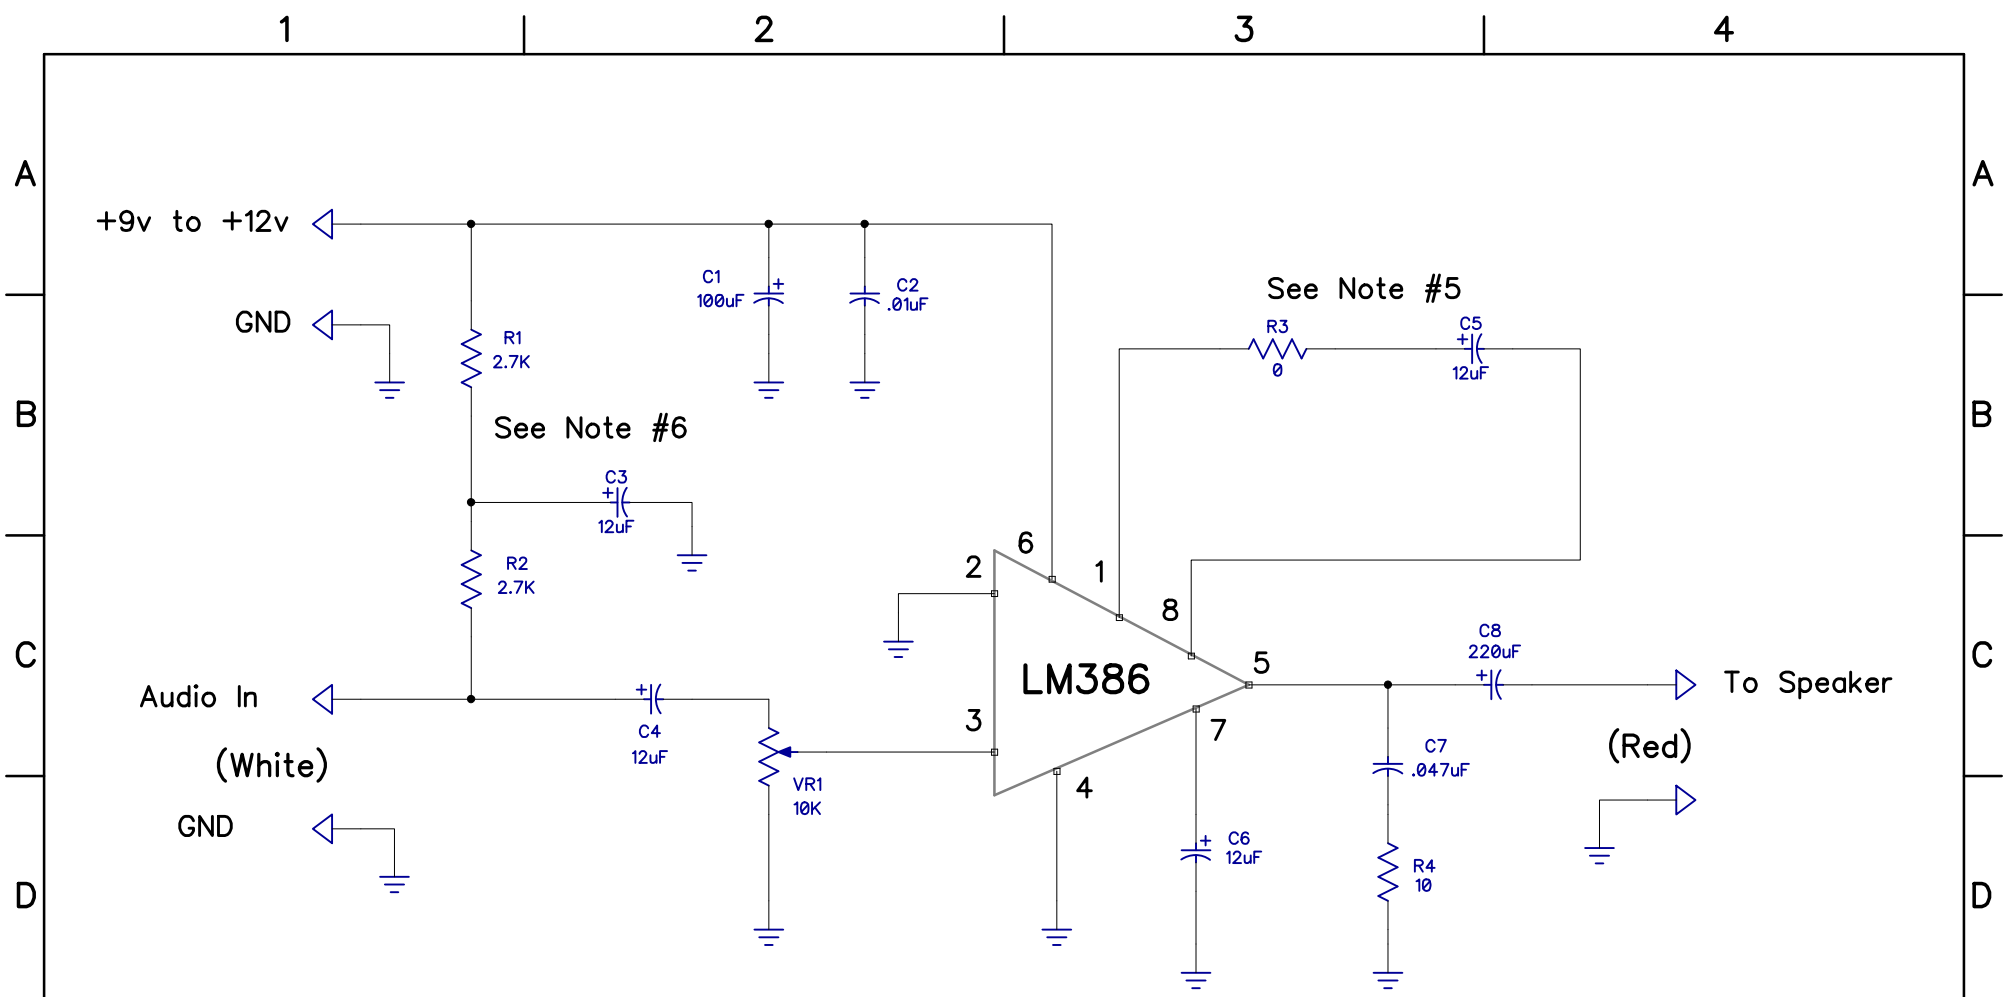 1 2 3 4
A A
+9v to +12v
C1
100uF
+
C2
.01uF
See Note #5
GND
R1
2.7K
R3
0
C5
+
12uF
B B
See Note #6
C3
+
12uF
R2
2.7K
2
6
1
8
LM386
5
3
7
4
C C
C8
220uF
+
To Speaker
Audio In
+
C4
12uF
(White)
VR1
10K
(Red)
C7
.047uF
GND
C6
+
12uF
R4
10
D D